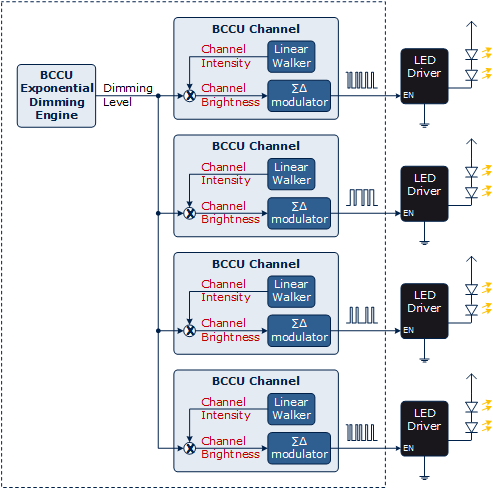 BCCU
Exponential
Dimming
Engine
Dimming
Level
BCCU Channel
Channel
Intensity
Linear
Walker
Channel
Brightness
ΣΔ
modulator
LED
Driver
EN
BCCU Channel
Channel
Intensity
Linear
Walker
Channel
Brightness
ΣΔ
modulator
LED
Driver
EN
BCCU Channel
Channel
Intensity
Linear
Walker
Channel
Brightness
ΣΔ
modulator
LED
Driver
EN
BCCU Channel
Channel
Intensity
Linear
Walker
Channel
Brightness
ΣΔ
modulator
LED
Driver
EN